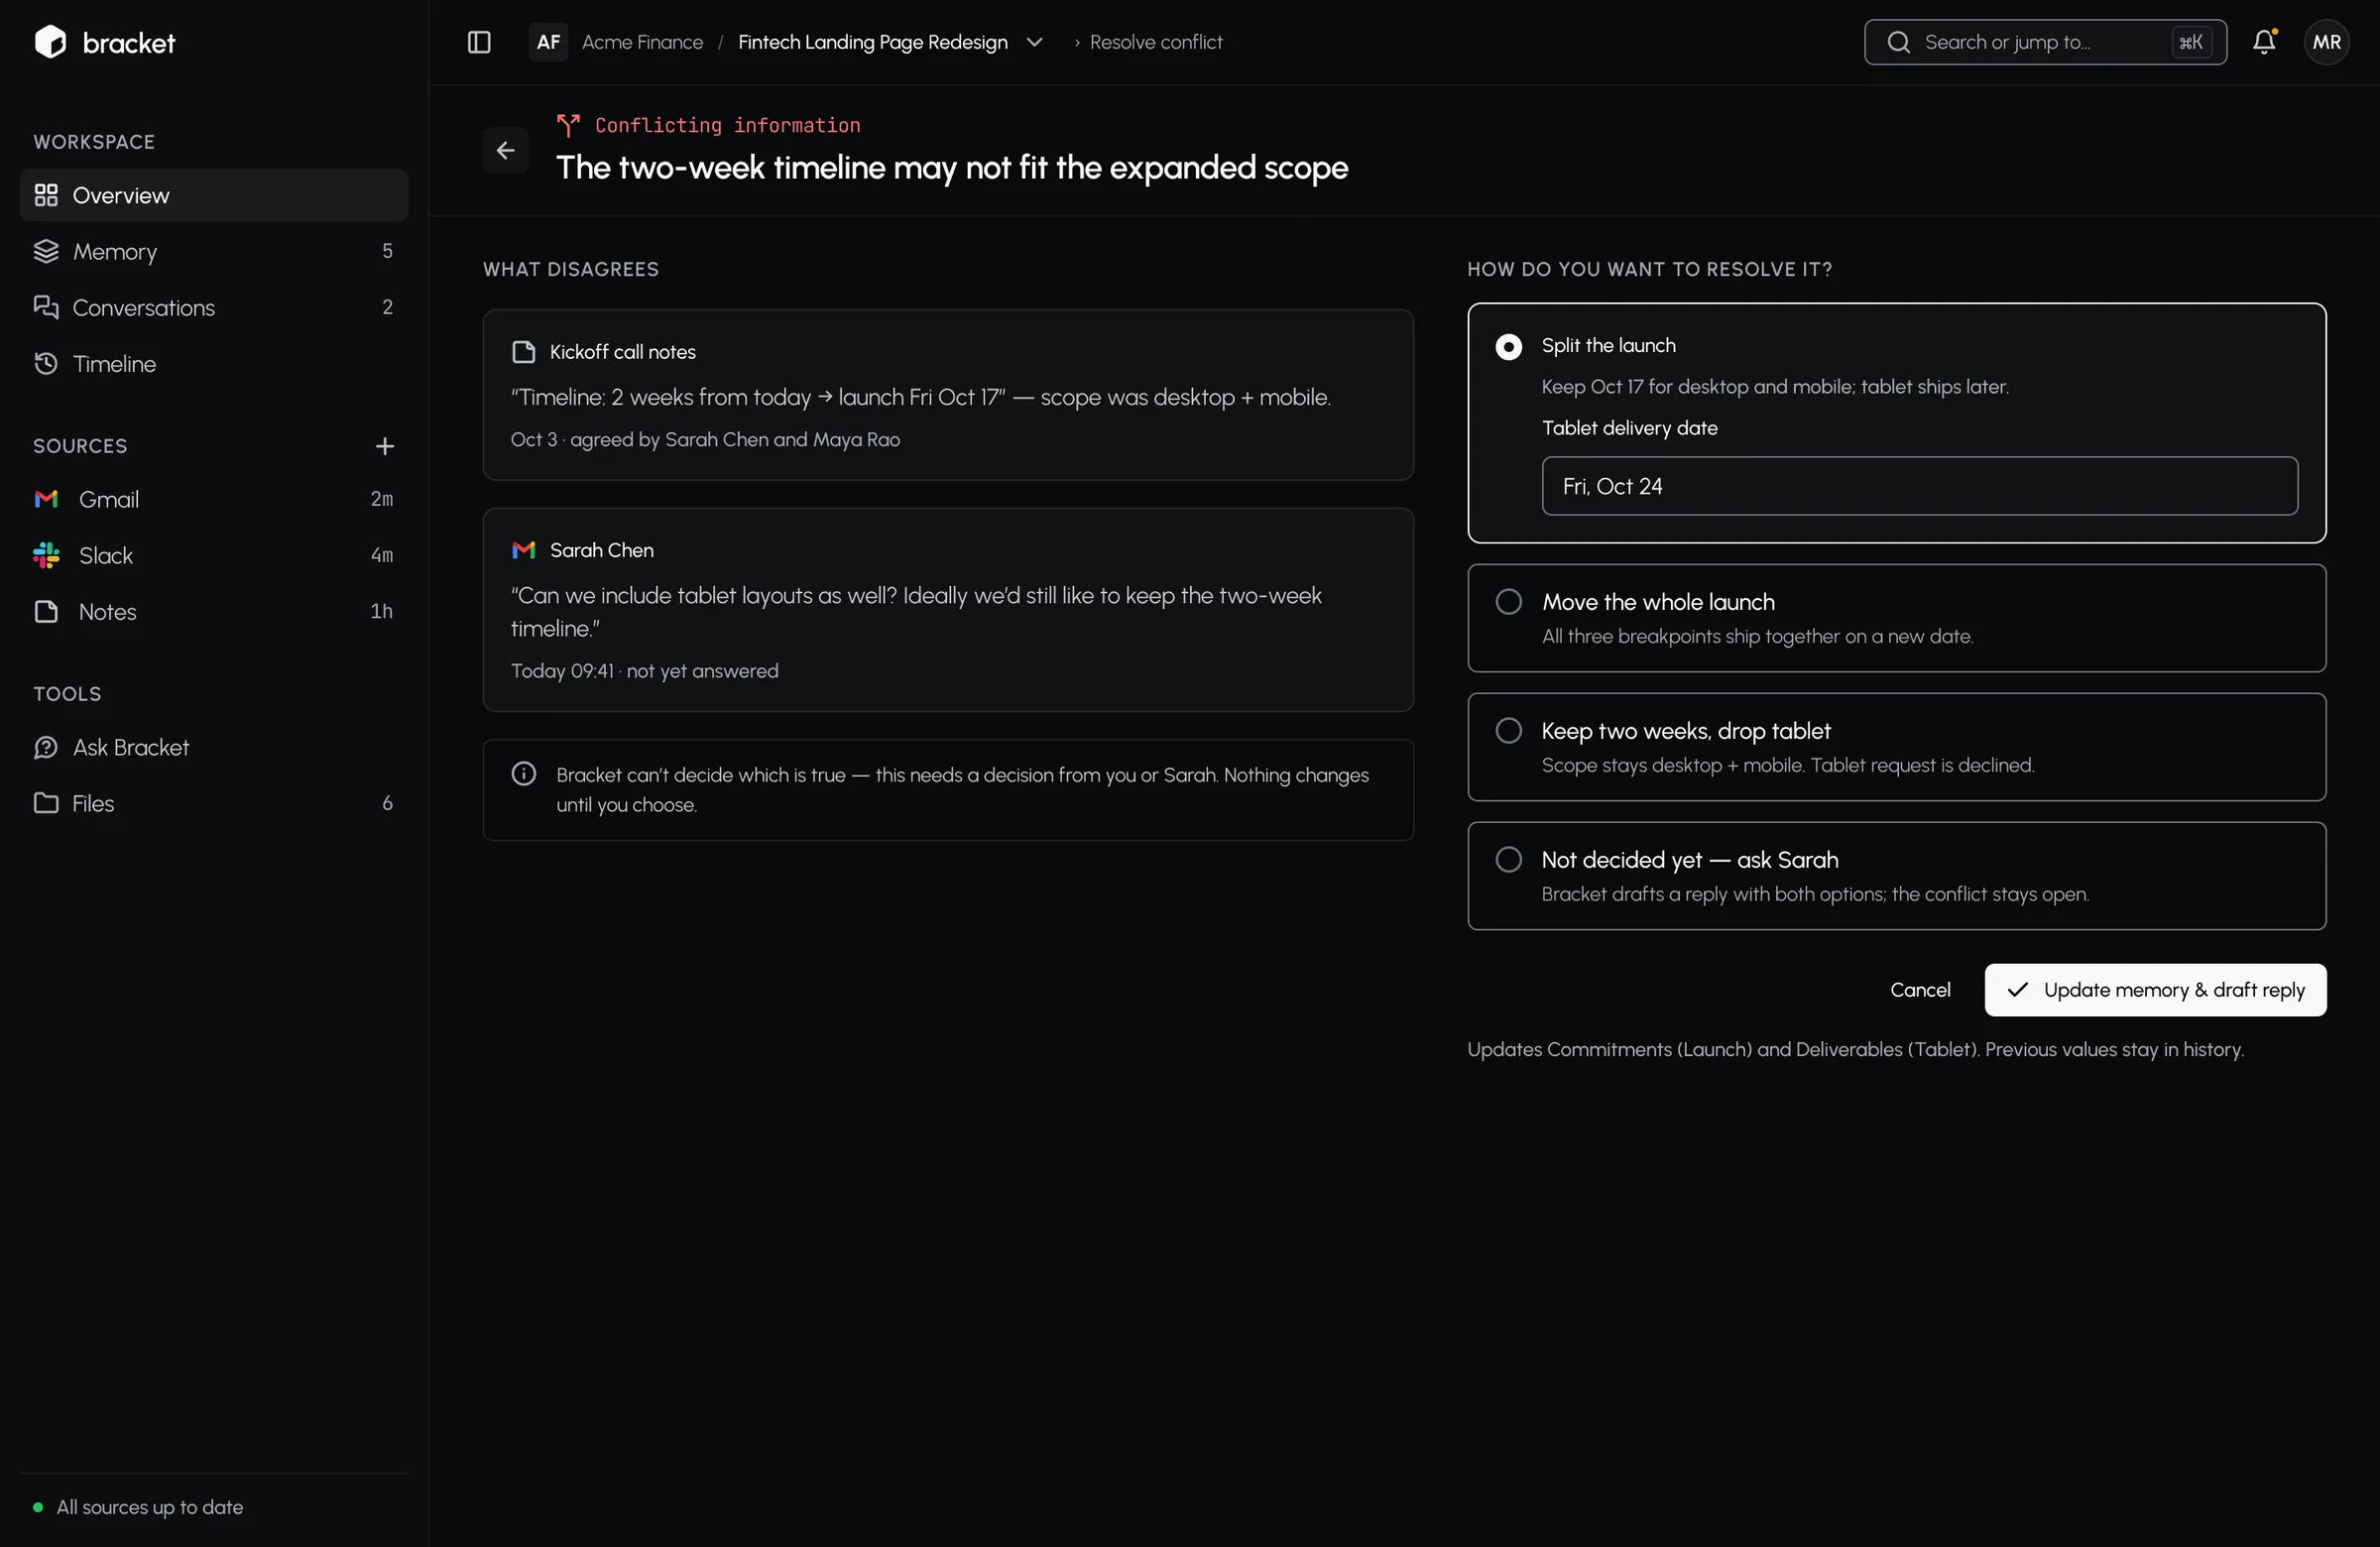 bracket
WORKSPACE
Overview
Memory 5
Conversations 2
Timeline
SOURCES
Gmail 2m
Slack 4m
Notes 1h
TOOLS
Ask Bracket
Files 6
All sources up to date
AF Acme Finance / Fintech Landing Page Redesign › Resolve conflict
Search or jump to... ⌘K
MR
Conflicting information
The two-week timeline may not fit the expanded scope
WHAT DISAGREES
Kickoff call notes
“Timeline: 2 weeks from today → launch Fri Oct 17” — scope was desktop + mobile.
Oct 3 · agreed by Sarah Chen and Maya Rao
Sarah Chen
“Can we include tablet layouts as well? Ideally we’d still like to keep the two-week
timeline.”
Today 09:41 · not yet answered
Bracket can’t decide which is true — this needs a decision from you or Sarah. Nothing changes
until you choose.
HOW DO YOU WANT TO RESOLVE IT?
Split the launch
Keep Oct 17 for desktop and mobile; tablet ships later.
Tablet delivery date
Fri, Oct 24
Move the whole launch
All three breakpoints ship together on a new date.
Keep two weeks, drop tablet
Scope stays desktop + mobile. Tablet request is declined.
Not decided yet — ask Sarah
Bracket drafts a reply with both options; the conflict stays open.
Cancel
Update memory & draft reply
Updates Commitments (Launch) and Deliverables (Tablet). Previous values stay in history.